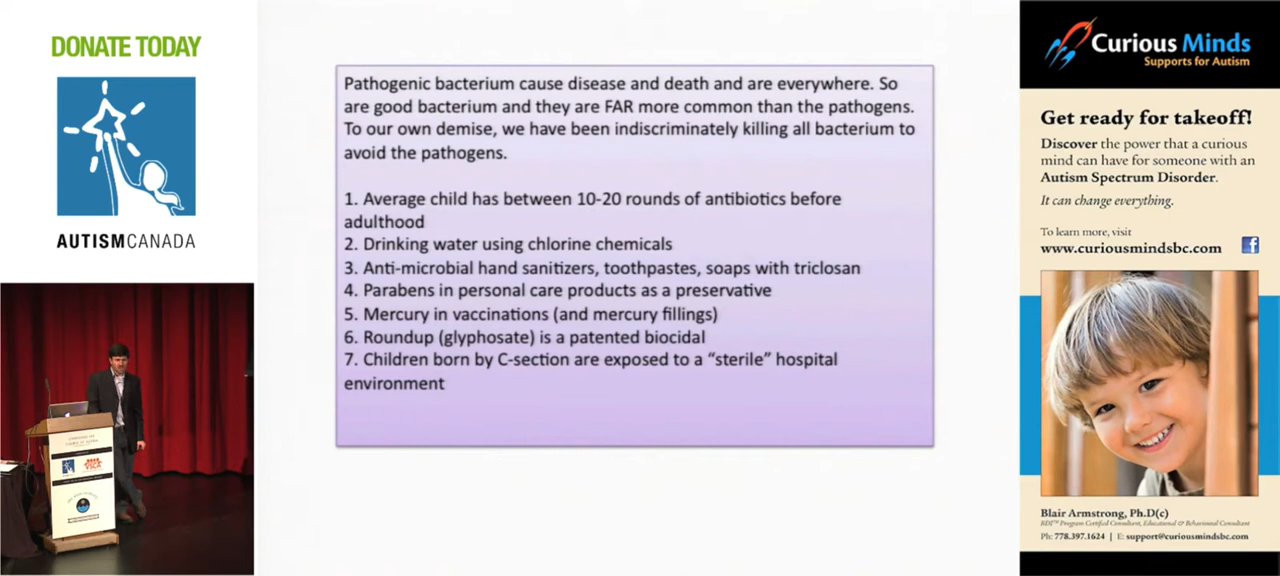 DONATE TODAY
AUTISMCANADA
Pathogenic bacterium cause disease and death and are everywhere. So
are good bacterium and they are FAR more common than the pathogens.
To our own demise, we have been indiscriminately killing all bacterium to
avoid the pathogens.
1. Average child has between 10-20 rounds of antibiotics before
adulthood
2. Drinking water using chlorine chemicals
3. Anti-microbial hand sanitizers, toothpastes, soaps with triclosan
4. Parabens in personal care products as a preservative
5. Mercury in vaccinations (and mercury fillings)
6. Roundup (glyphosate) is a patented biocidal
7. Children born by C-section are exposed to a “sterile” hospital
environment
Curious Minds
Supports for Autism
Get ready for takeoff!
Discover the power that a curious
mind can have for someone with an
Autism Spectrum Disorder.
It can change everything.
To learn more, visit
www.curiousmindsbc.com
f
Blair Armstrong, Ph.D(c)
RDI™ Program Certified Consultant, Educational & Behavioral Consultant
Ph: 778.397.1624 | E: support@curiousmindsbc.com